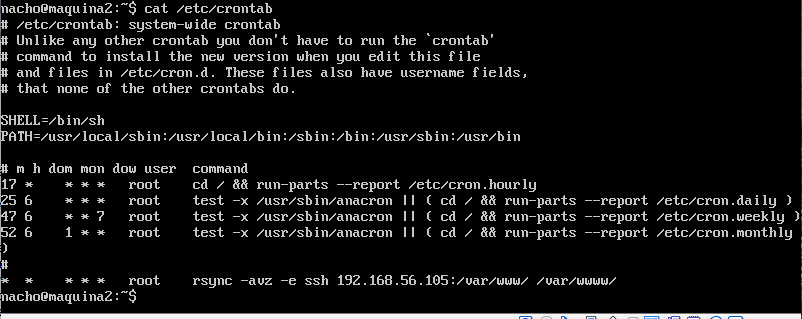 nacho@maquina2:~$ cat /etc/crontab
# /etc/crontab: system-wide crontab
# Unlike any other crontab you don't have to run the `crontab'
# command to install the new version when you edit this file
# and files in /etc/cron.d. These files also have username fields,
# that none of the other crontabs do.
SHELL=/bin/sh
PATH=/usr/local/sbin:/usr/local/bin:/sbin:/bin:/usr/sbin:/usr/bin
# m h dom mon dow user  command
17 *    * * *   root    cd / && run-parts --report /etc/cron.hourly
25 6    * * *   root    test -x /usr/sbin/anacron || ( cd / && run-parts --report /etc/cron.daily )
47 6    * * 7   root    test -x /usr/sbin/anacron || ( cd / && run-parts --report /etc/cron.weekly )
52 6    1 * *   root    test -x /usr/sbin/anacron || ( cd / && run-parts --report /etc/cron.monthly
)
#
*  *    * * *   root    rsync -avz -e ssh 192.168.56.105:/var/www/ /var/wwww/
nacho@maquina2:~$